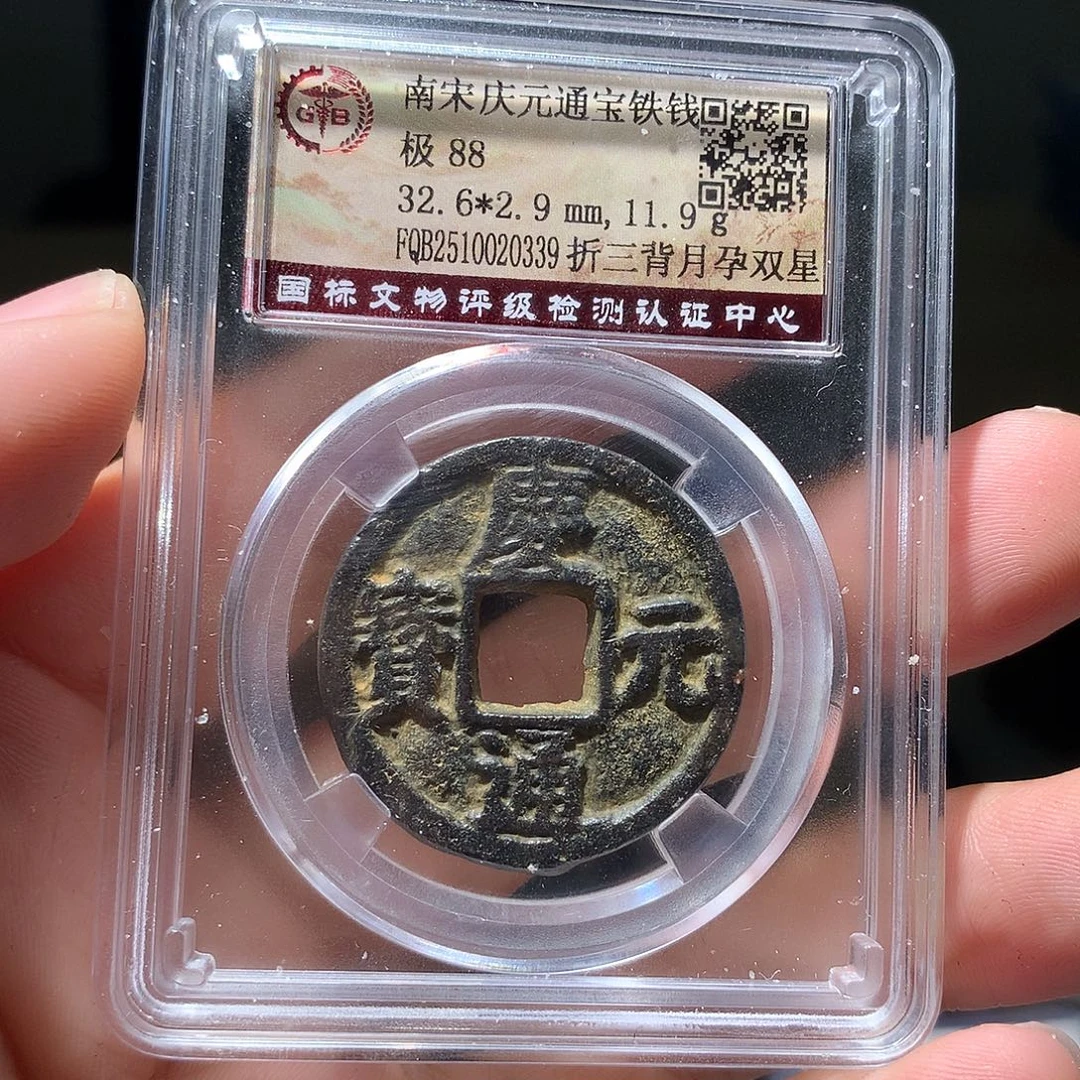 GB
南宋庆元通宝铁钱
极 88
32.6*2.9 mm, 11.9 g
FQB2510020339 折三背月孕双星
国标文物评级检测认证中心
慶元通寶